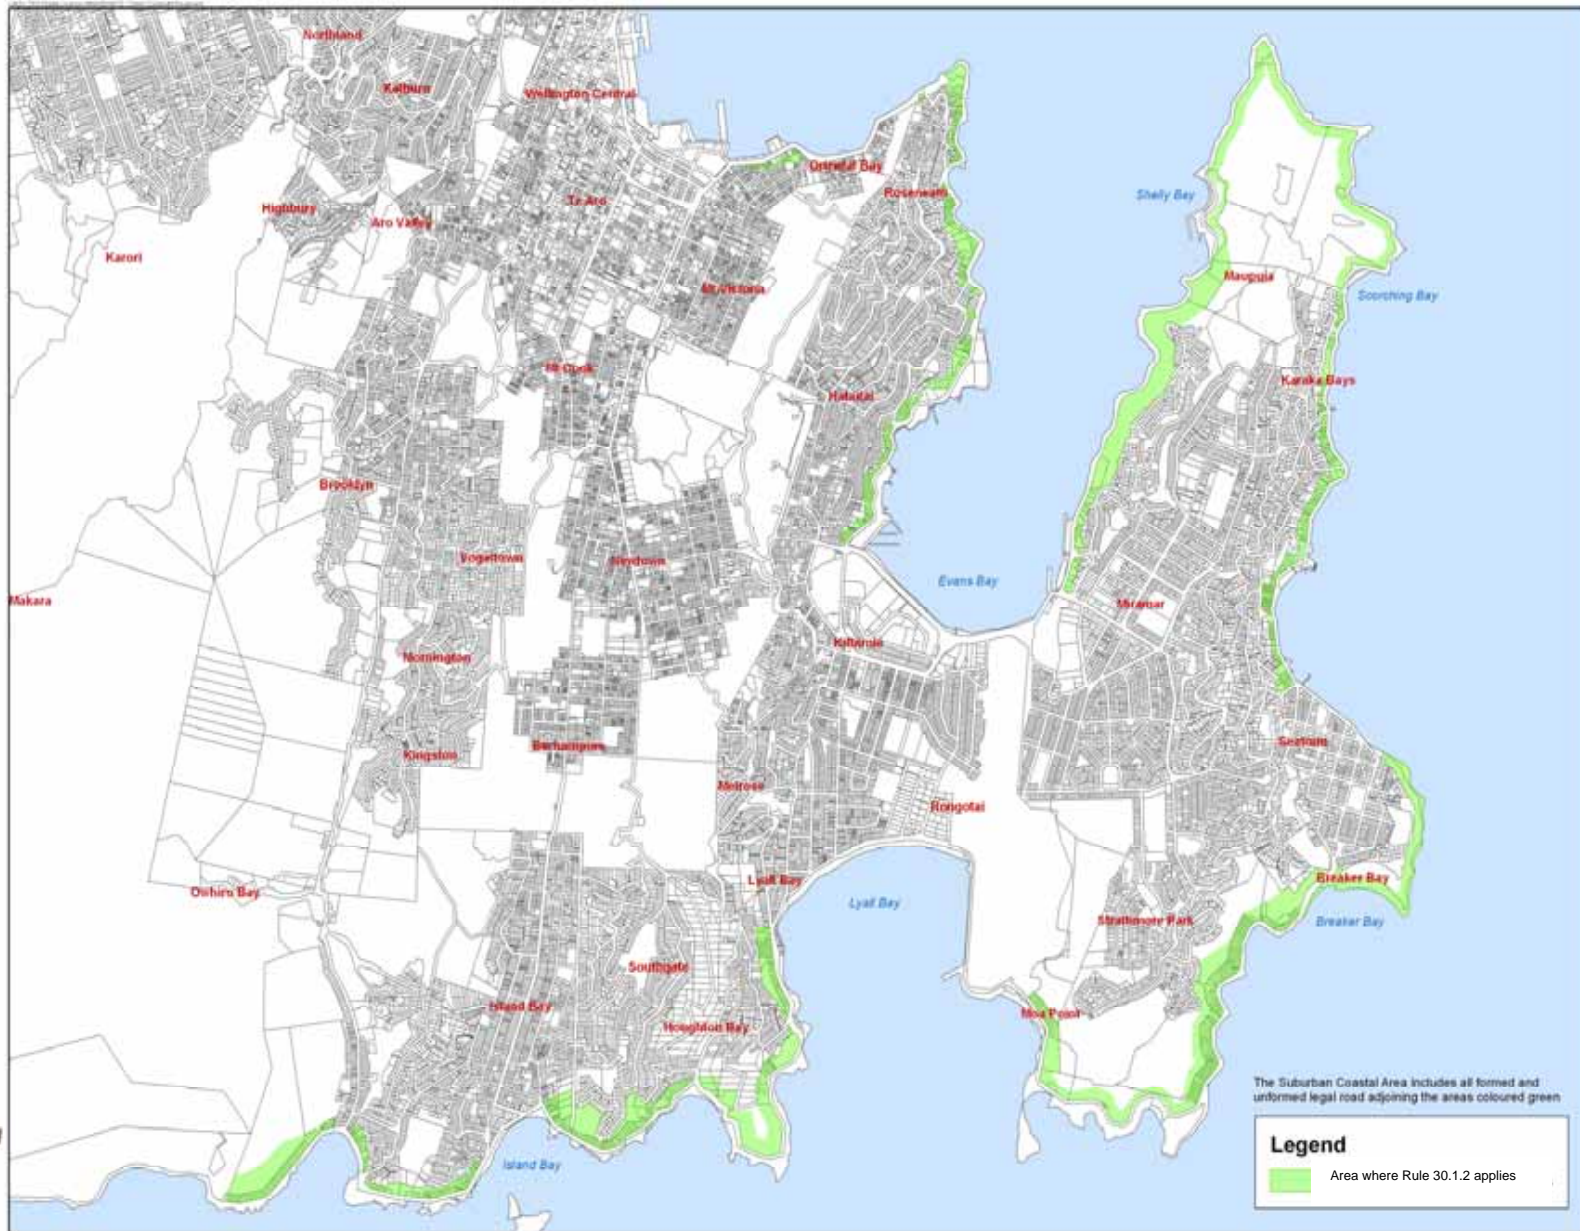 Northland
Kelburn
Wellington Central
Oriental Bay
Roseneath
Shelly Bay
Highbury
Te Aro
Aro Valley
Karori
Mt Victoria
Maupuia
Scorching Bay
Mt Cook
Hataitai
Karaka Bays
Brooklyn
Vogeltown
Newtown
Evans Bay
Makara
Miramar
Kilbirnie
Mornington
Kingston
Berhampore
Seatoun
Melrose
Rongotai
Owhiro Bay
Lyall Bay
Lyall Bay
Breaker Bay
Strathmore Park
Breaker Bay
Southgate
Island Bay
Houghton Bay
Moa Point
Island Bay
The Suburban Coastal Area includes all formed and
unformed legal road adjoining the areas coloured green
Legend
Area where Rule 30.1.2 applies